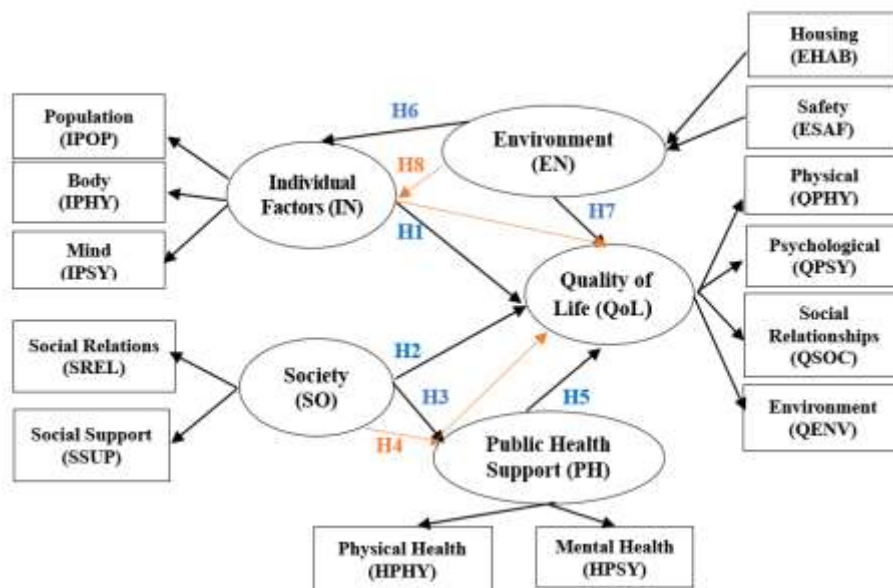 Housing
(EHAB)
Safety
(ESAF)
Population
(IPOP)
Body
(IPHY)
Mind
(IPSY)
H6
Environment
(EN)
H8
Individual
Factors (IN)
H7
H1
Physical
(QPHY)
Psychological
(QPSY)
Social
Relationships
(QSOC)
Environment
(QENV)
Quality of
Life (QoL)
Social Relations
(SREL)
Social Support
(SSUP)
H2
Society
(SO)
H3
H4
H5
Public Health
Support (PH)
Physical Health
(HPHY)
Mental Health
(HPSY)